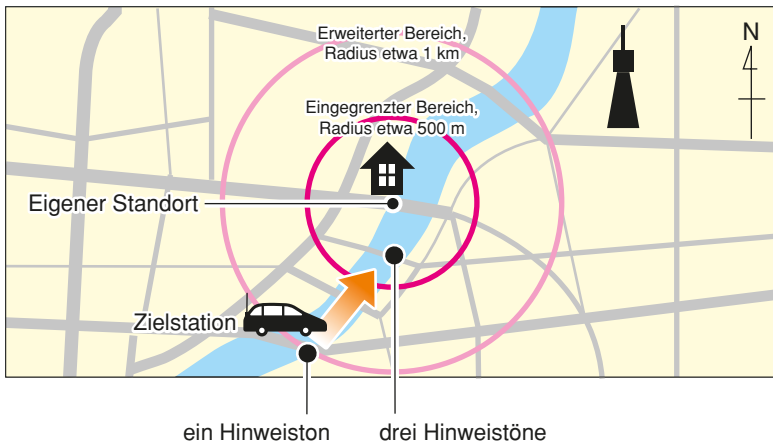 Erweiterter Bereich,
Radius etwa 1 km
N
Eingegrenzter Bereich,
Radius etwa 500 m
Eigener Standort
Zielstation
ein Hinweiston
drei Hinweistöne